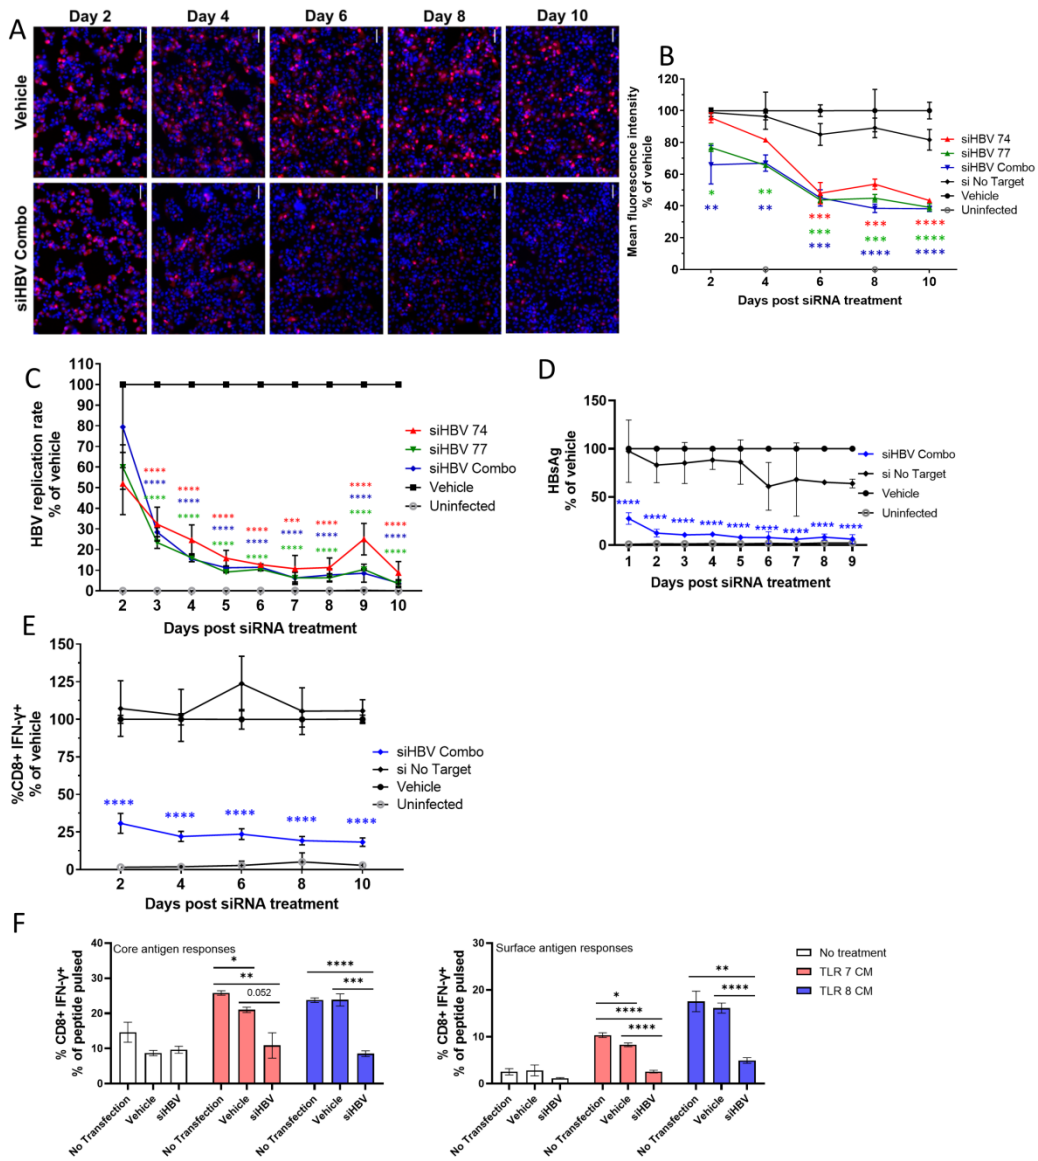 A
Day 2 Day 4 Day 6 Day 8 Day 10
Vehicle
siHBV Combo
B
Mean fluorescence intensity
% of vehicle
120
100
80
60
40
20
0
* ** *** *** ****
** ** *** *** ****
*** **** ****
2 4 6 8 10
Days post siRNA treatment
siHBV 74
siHBV 77
siHBV Combo
si No Target
Vehicle
Uninfected
C
HBV replication rate
% of vehicle
110
100
90
80
70
60
50
40
30
20
10
0
**** **** **** **** *** **** **** ****
**** **** **** **** **** **** **** ****
**** **** **** **** **** **** **** ****
2 3 4 5 6 7 8 9 10
Days post siRNA treatment
siHBV 74
siHBV 77
siHBV Combo
Vehicle
Uninfected
D
HBsAg
% of vehicle
150
100
50
0
**** **** **** **** **** **** **** **** ****
1 2 3 4 5 6 7 8 9
Days post siRNA treatment
siHBV Combo
si No Target
Vehicle
Uninfected
E
%CD8+ IFN-γ+
% of vehicle
150
125
100
75
50
25
0
**** **** **** **** ****
2 4 6 8 10
Days post siRNA treatment
siHBV Combo
si No Target
Vehicle
Uninfected
F
Core antigen responses
% CD8+ IFN-γ+
% of peptide pulsed
40
30
20
10
0
*
**
0.052
****
***
No Transfection Vehicle siHBV No Transfection Vehicle siHBV No Transfection Vehicle siHBV
Surface antigen responses
% CD8+ IFN-γ+
% of peptide pulsed
30
20
10
0
*
****
****
**
****
No Transfection Vehicle siHBV No Transfection Vehicle siHBV No Transfection Vehicle siHBV
No treatment
TLR 7 CM
TLR 8 CM